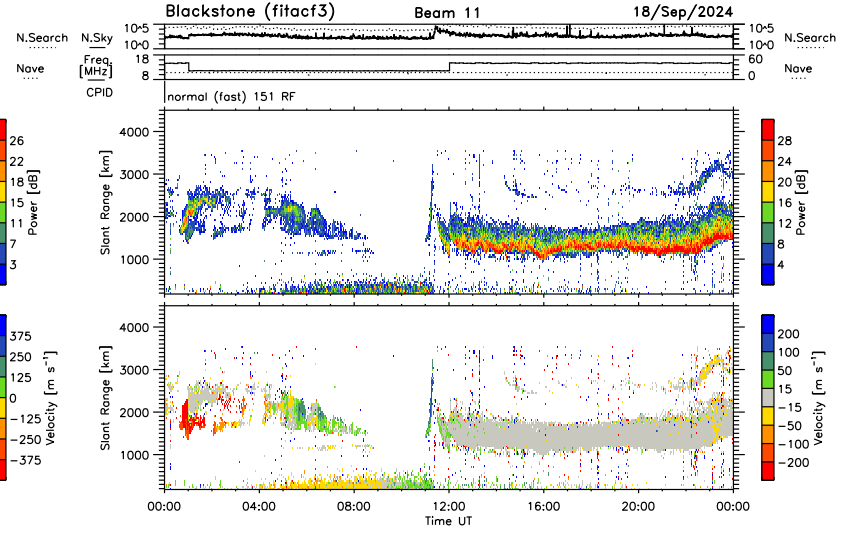 Blackstone (fitacf3) Beam 11 18/Sep/2024
N.Search N.Sky 10^5 10^0 10^5 10^0 N.Search
Nave Freq. [MHz] 18 8 60 0 Nave
CPID normal (fast) 151 RF
26 22 18 15 11 7 3 Power [dB]
Slant Range [km] 4000 3000 2000 1000
28 24 20 16 12 8 4 Power [dB]
375 250 125 0 -125 -250 -375 Velocity [m s⁻¹]
Slant Range [km] 4000 3000 2000 1000
200 100 50 15 -15 -50 -100 -200 Velocity [m s⁻¹]
00:00 04:00 08:00 12:00 16:00 20:00 00:00
Time UT